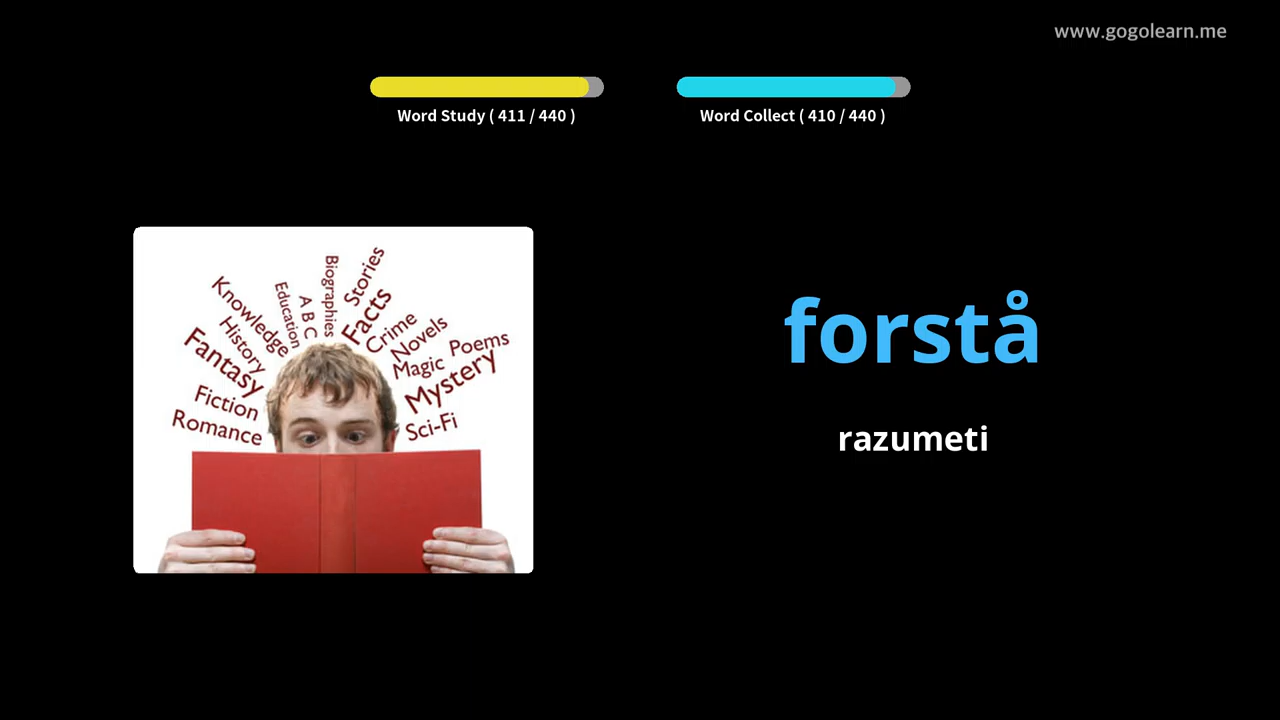 www.gogolearn.me
Word Study ( 411 / 440 )
Word Collect ( 410 / 440 )
Biographies
Stories
Education
A B C
Facts
Knowledge
Crime
History
Novels
Fantasy
Magic
Poems
Mystery
Fiction
Romance
Sci-Fi
forstå
razumeti